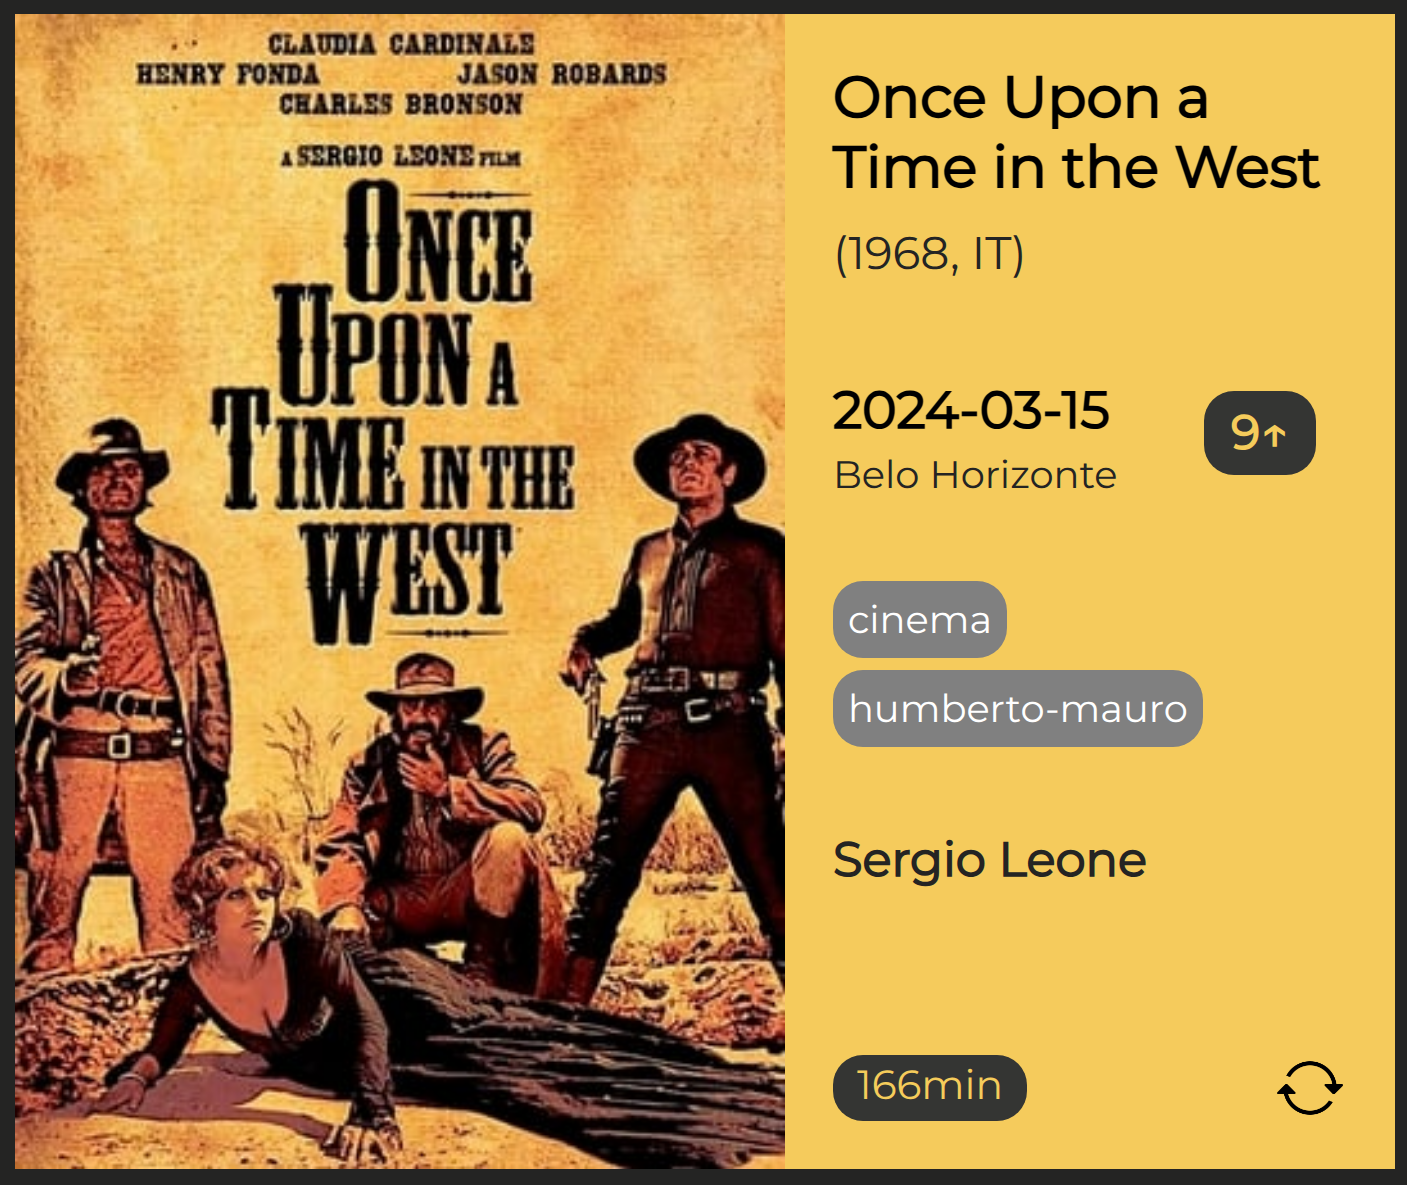 CLAUDIA CARDINALE
HENRY FONDA JASON ROBARDS
CHARLES BRONSON
A SERGIO LEONE FILM
ONCE
UPON A
TIME IN THE
WEST
Once Upon a
Time in the West
(1968, IT)
2024-03-15
9↑
Belo Horizonte
cinema
humberto-mauro
Sergio Leone
166min